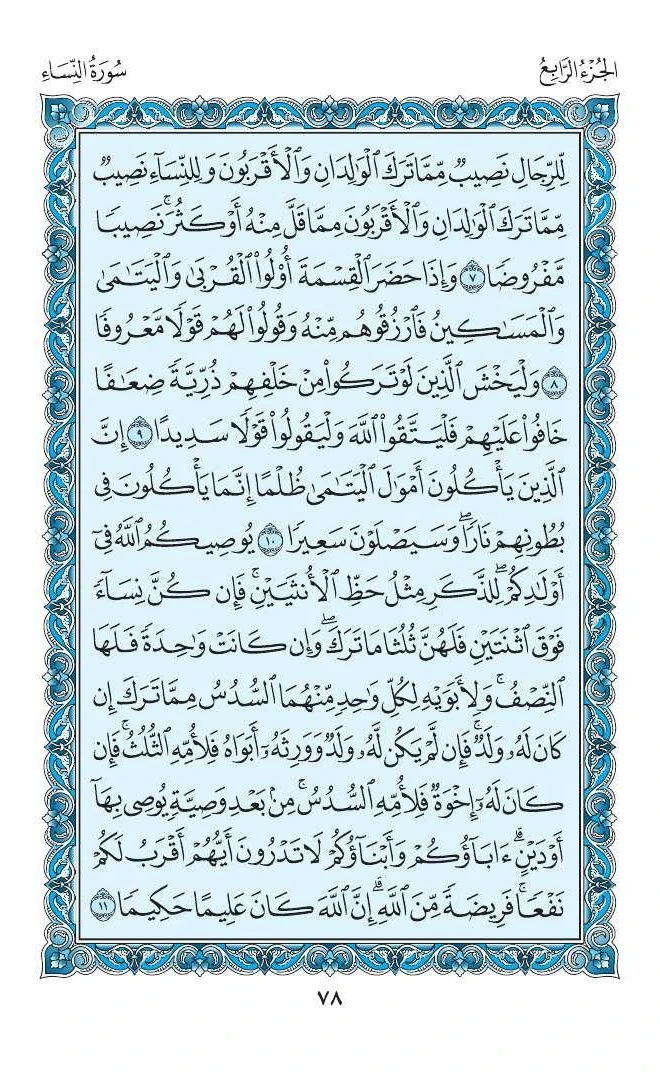 الجُزْءُ الرَّابِعُ
سُورَةُ النِّسَاءِ
لِّلرِّجَالِ نَصِيبٌ مِّمَّا تَرَكَ ٱلْوَٰلِدَانِ وَٱلْأَقْرَبُونَ وَلِلنِّسَآءِ نَصِيبٌ
مِّمَّا تَرَكَ ٱلْوَٰلِدَانِ وَٱلْأَقْرَبُونَ مِمَّا قَلَّ مِنْهُ أَوْ كَثُرَۚ نَصِيبًا
مَّفْرُوضًا ٧ وَإِذَا حَضَرَ ٱلْقِسْمَةَ أُو۟لُوا۟ ٱلْقُرْبَىٰ وَٱلْيَتَٰمَىٰ
وَٱلْمَسَٰكِينُ فَٱرْزُقُوهُم مِّنْهُ وَقُولُوا۟ لَهُمْ قَوْلًا مَّعْرُوفًا
٨ وَلْيَخْشَ ٱلَّذِينَ لَوْ تَرَكُوا۟ مِنْ خَلْفِهِمْ ذُرِّيَّةً ضِعَٰفًا
خَافُوا۟ عَلَيْهِمْ فَلْيَتَّقُوا۟ ٱللَّهَ وَلْيَقُولُوا۟ قَوْلًا سَدِيدًا ٩ إِنَّ
ٱلَّذِينَ يَأْكُلُونَ أَمْوَٰلَ ٱلْيَتَٰمَىٰ ظُلْمًا إِنَّمَا يَأْكُلُونَ فِى
بُطُونِهِمْ نَارًاۖ وَسَيَصْلَوْنَ سَعِيرًا ١٠ يُوصِيكُمُ ٱللَّهُ فِىٓ
أَوْلَٰدِكُمْۖ لِلذَّكَرِ مِثْلُ حَظِّ ٱلْأُنثَيَيْنِۚ فَإِن كُنَّ نِسَآءً
فَوْقَ ٱثْنَتَيْنِ فَلَهُنَّ ثُلُثَا مَا تَرَكَۖ وَإِن كَانَتْ وَٰحِدَةً فَلَهَا
ٱلنِّصْفُۚ وَلِأَبَوَيْهِ لِكُلِّ وَٰحِدٍ مِّنْهُمَا ٱلسُّدُسُ مِمَّا تَرَكَ إِن
كَانَ لَهُۥ وَلَدٌۚ فَإِن لَّمْ يَكُن لَّهُۥ وَلَدٌ وَوَرِثَهُۥٓ أَبَوَاهُ فَلِأُمِّهِ ٱلثُّلُثُۚ فَإِن
كَانَ لَهُۥٓ إِخْوَةٌ فَلِأُمِّهِ ٱلسُّدُسُۚ مِنۢ بَعْدِ وَصِيَّةٍ يُوصِى بِهَآ
أَوْ دَيْنٍۗ ءَابَآؤُكُمْ وَأَبْنَآؤُكُمْ لَا تَدْرُونَ أَيُّهُمْ أَقْرَبُ لَكُمْ
نَفْعًاۚ فَرِيضَةً مِّنَ ٱللَّهِۗ إِنَّ ٱللَّهَ كَانَ عَلِيمًا حَكِيمًا ١١
٧٨